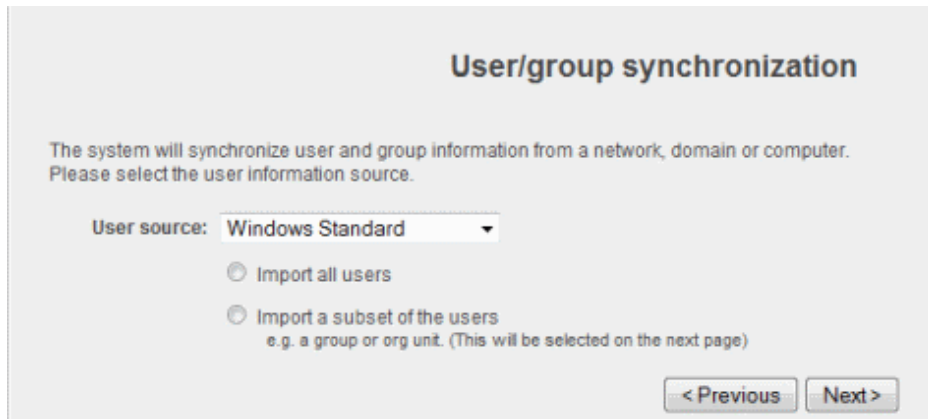 User/group synchronization
The system will synchronize user and group information from a network, domain or computer.
Please select the user information source.
User source: Windows Standard
Import all users
Import a subset of the users
e.g. a group or org unit. (This will be selected on the next page)
< Previous Next >